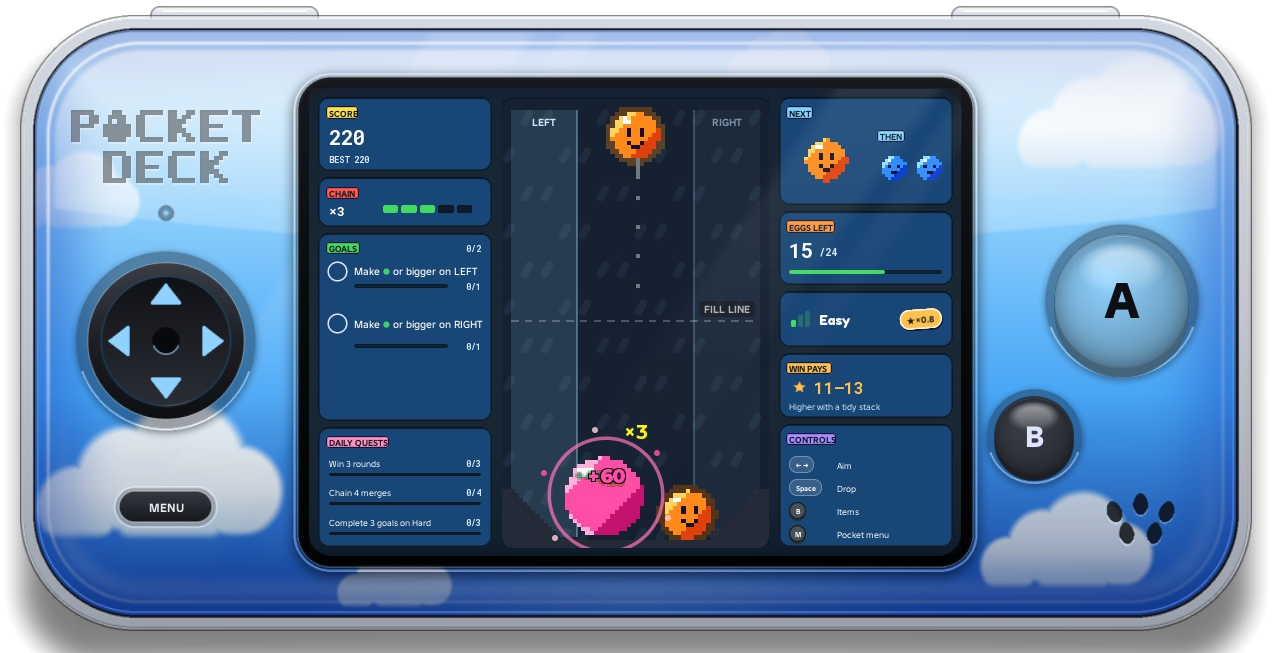 POCKET
DECK
MENU
SCORE
220
BEST 220
CHAIN
×3
GOALS
0/2
Make or bigger on LEFT
0/1
Make or bigger on RIGHT
0/1
DAILY QUESTS
Win 3 rounds 0/3
Chain 4 merges 0/4
Complete 3 goals on Hard 0/3
LEFT
RIGHT
FILL LINE
×3
+60
NEXT
THEN
EGGS LEFT
15 /24
Easy
★×0.8
WIN PAYS
★ 11–13
Higher with a tidy stack
CONTROLS
←→ Aim
Space Drop
B Items
M Pocket menu
A
B